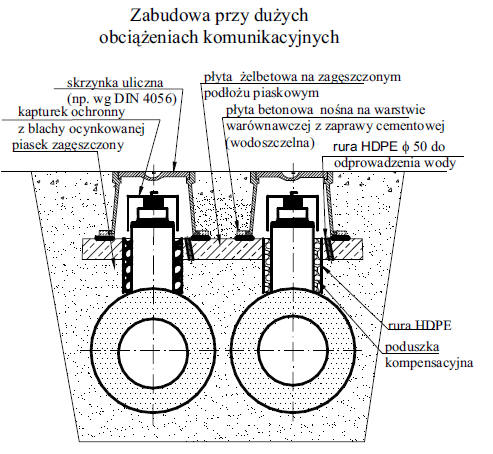 Zabudowa przy dużych
obciążeniach komunikacyjnych
skrzynka uliczna
(np. wg DIN 4056)
kapturek ochronny
z blachy ocynkowanej
piasek zagęszczony
płyta żelbetowa na zagęszczonym
podłożu piaskowym
płyta betonowa nośna na warstwie
warównawczej z zaprawy cementowej
(wodoszczelna)
rura HDPE ϕ 50 do
odprowadzenia wody
rura HDPE
poduszka
kompensacyjna